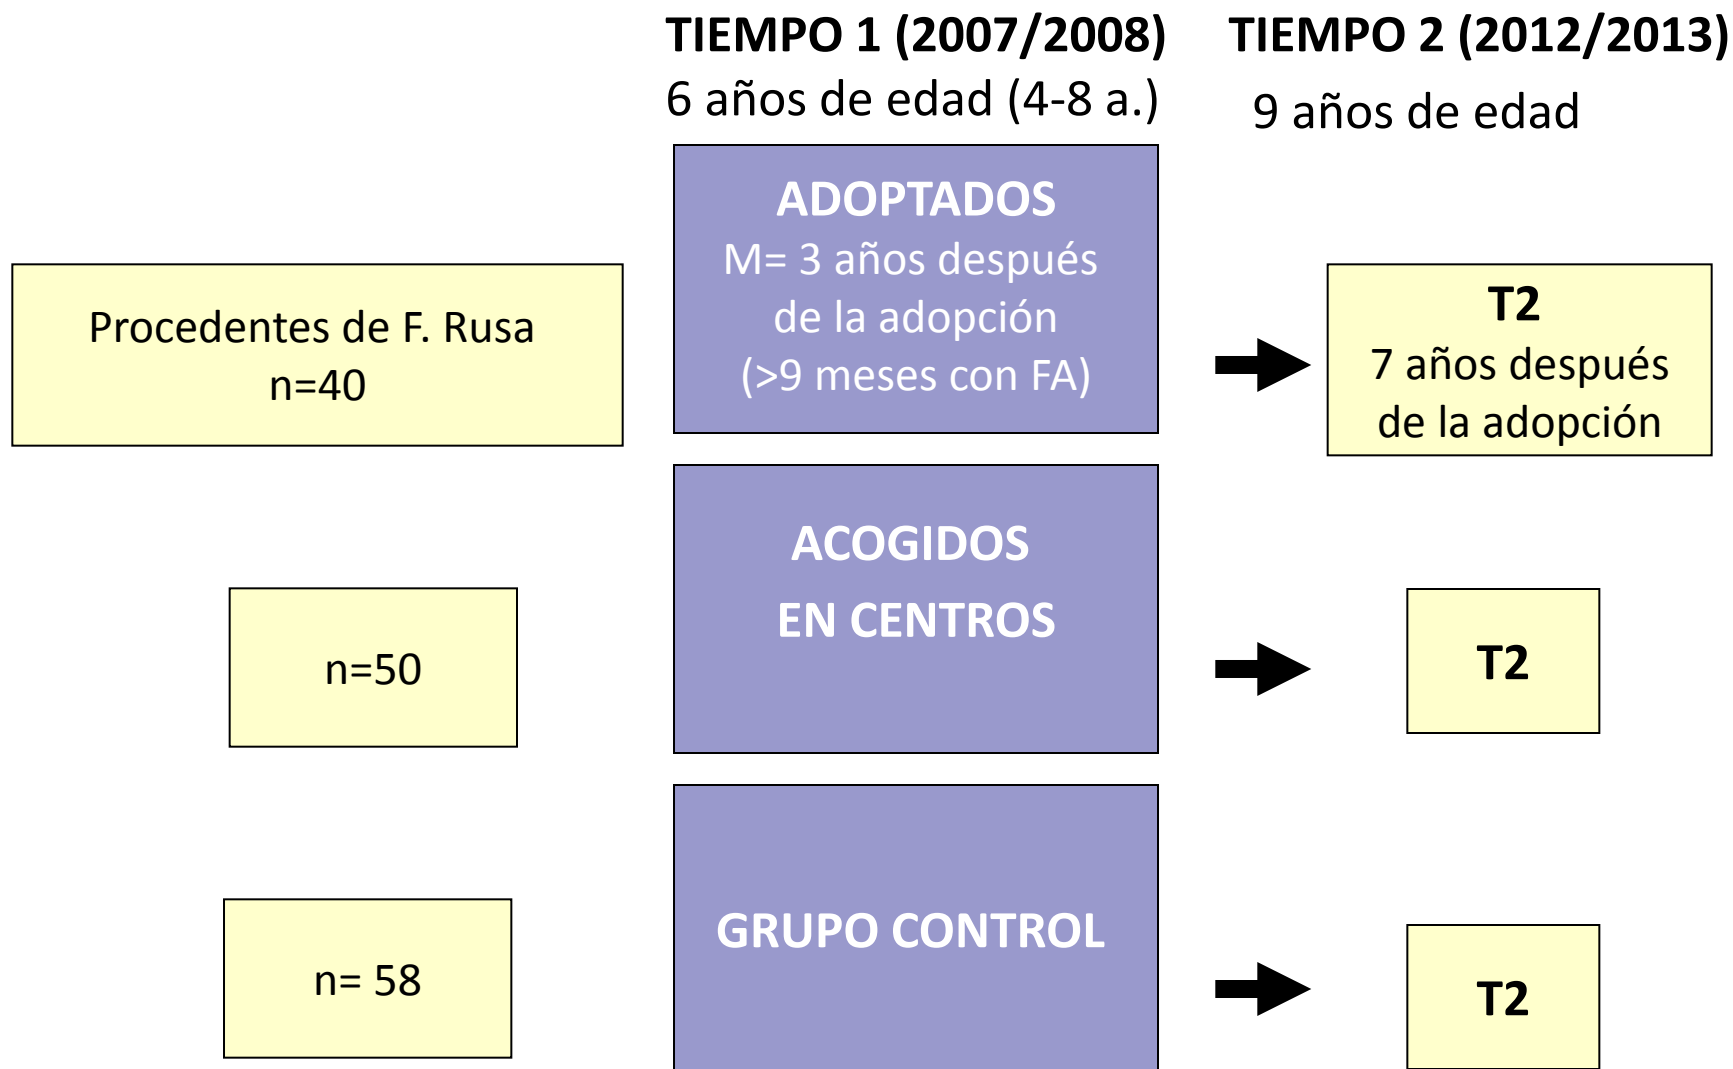 TIEMPO 1 (2007/2008)
TIEMPO 2 (2012/2013)
6 años de edad (4-8 a.)
9 años de edad
Procedentes de F. Rusa
n=40
ADOPTADOS
M= 3 años después
de la adopción
(>9 meses con FA)
T2
7 años después
de la adopción
n=50
ACOGIDOS
EN CENTROS
T2
n= 58
GRUPO CONTROL
T2